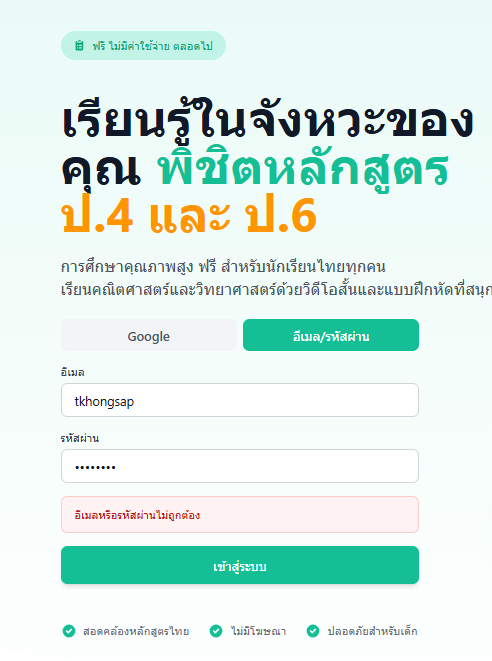 ฟรี ไม่มีค่าใช้จ่าย ตลอดไป
เรียนรู้ในจังหวะของ
คุณ พิชิตหลักสูตร
ป.4 และ ป.6
การศึกษาคุณภาพสูง ฟรี สำหรับนักเรียนไทยทุกคน
เรียนคณิตศาสตร์และวิทยาศาสตร์ด้วยวิดีโอสั้นและแบบฝึกหัดที่สนุก
Google อีเมล/รหัสผ่าน
อีเมล
tkhongsap
รหัสผ่าน
••••••••
อีเมลหรือรหัสผ่านไม่ถูกต้อง
เข้าสู่ระบบ
สอดคล้องหลักสูตรไทย ไม่มีโฆษณา ปลอดภัยสำหรับเด็ก